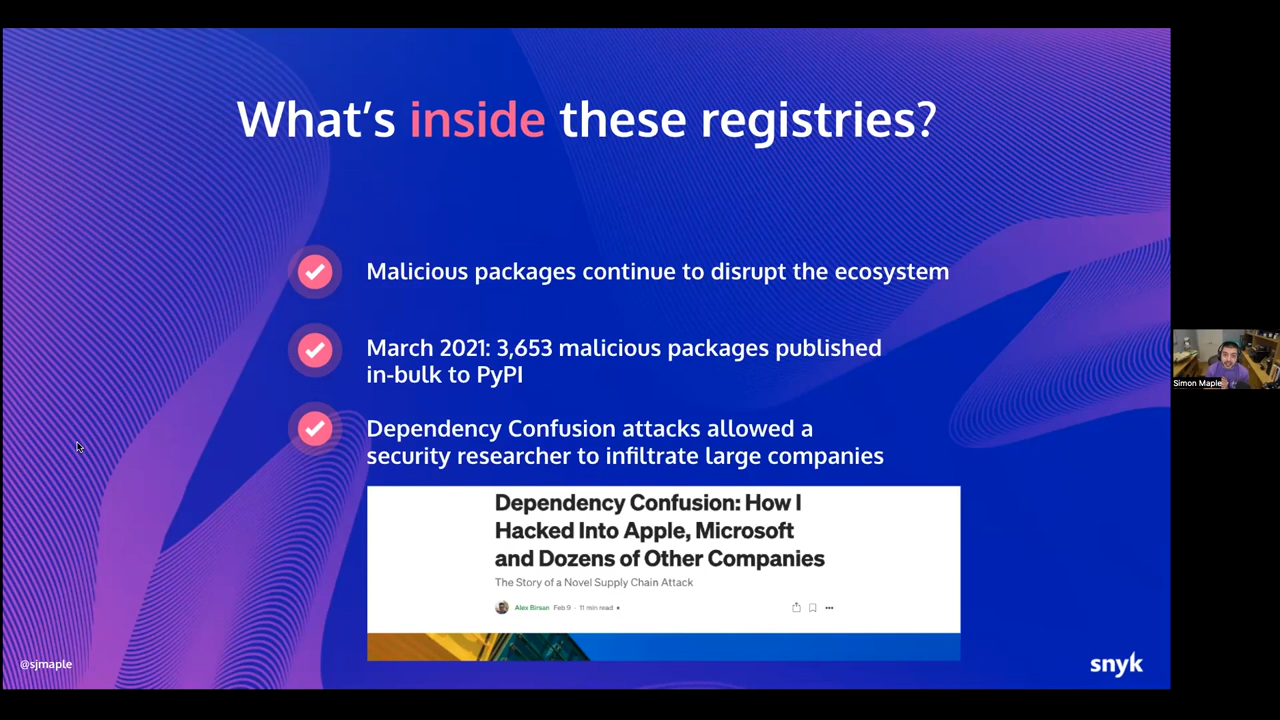 What's inside these registries?
Malicious packages continue to disrupt the ecosystem
March 2021: 3,653 malicious packages published
in-bulk to PyPI
Dependency Confusion attacks allowed a
security researcher to infiltrate large companies
Dependency Confusion: How I
Hacked Into Apple, Microsoft
and Dozens of Other Companies
The Story of a Novel Supply Chain Attack
Alex Birsan Feb 9 · 11 min read
@sjmaple
snyk
Simon Maple